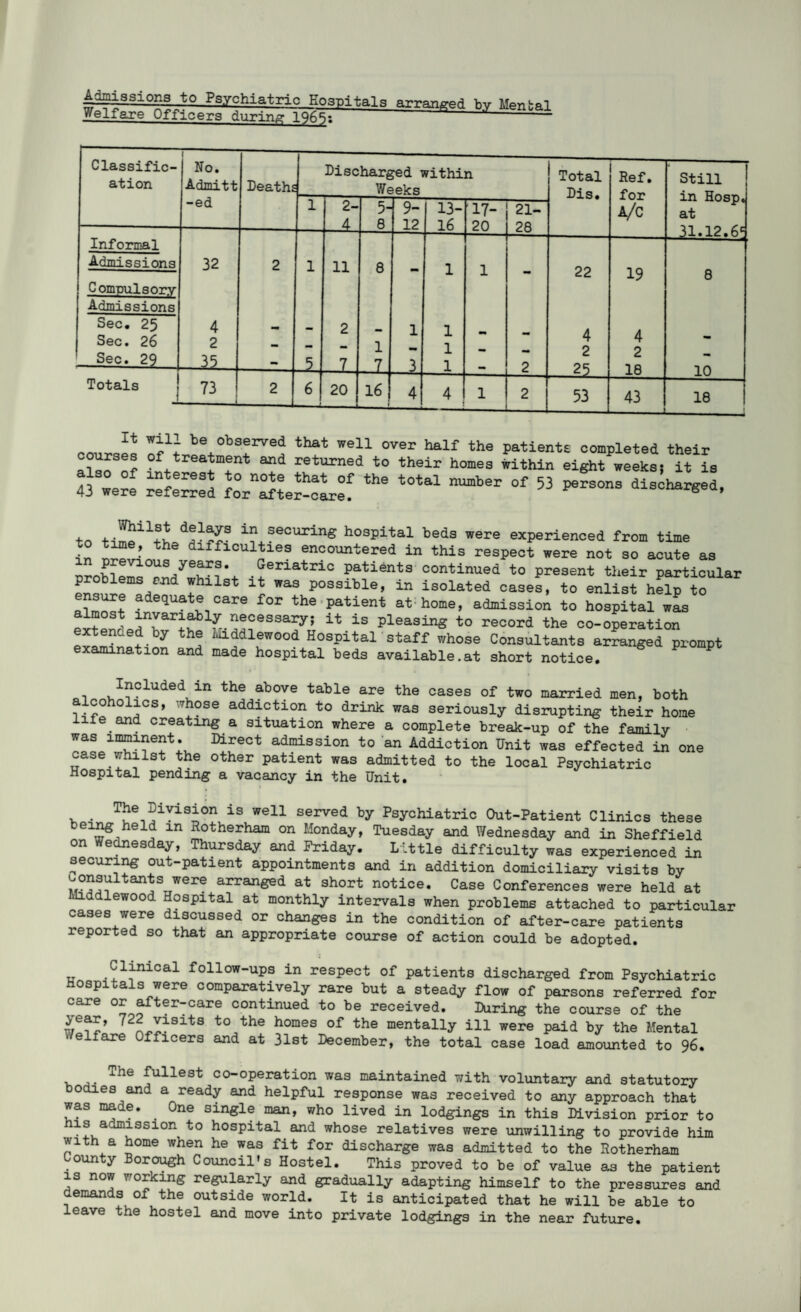 Admissions to Psychiatric Hospitals arranged by Mental
Welfare Officers during 1965:
Classific-ation | No. Admitt-ed | Deaths | Discharged within Weeks | Total Dis. | Ref. for A/C | Still in Hosp. at 31.12.65
1 | 2-4 | 5-8 | 9-12 | 13-16 | 17-20 | 21-28
Informal
Admissions 32 2 1 11 8 - 1 1 - 22 19 8
Compulsory
Admissions
Sec. 25 4 - - 2 - 1 1 - - 4 4 -
Sec. 26 2 - - - 1 - 1 - - 2 2 -
Sec. 29 35 - 5 7 7 3 1 - 2 25 18 10
Totals 73 2 6 20 16 4 4 1 2 53 43 18
It will be observed that well over half the patients completed their
courses of treatment and returned to their homes within eight weeks; it is
also of interest to note that of the total number of 53 persons discharged,
43 were referred for after-care.
Whilst delays in securing hospital beds were experienced from time
to time, the difficulties encountered in this respect were not so acute as
in previous years. Geriatric patients continued to present their particular
problems and whilst it was possible, in isolated cases, to enlist help to
ensure adequate care for the patient at home, admission to hospital was
almost invariably necessary; it is pleasing to record the co-operation
extended by the Middlewood Hospital staff whose Consultants arranged prompt
examination and made hospital beds available.at short notice.
Included in the above table are the cases of two married men, both
alcoholics, whose addiction to drink was seriously disrupting their home
life and creating a situation where a complete break-up of the family
was imminent. Direct admission to an Addiction Unit was effected in one
case whilst the other patient was admitted to the local Psychiatric
Hospital pending a vacancy in the Unit.
The Division is well served by Psychiatric Out-Patient Clinics these
being held in Rotherham on Monday, Tuesday and Wednesday and in Sheffield
on Wednesday, Thursday and Friday. Little difficulty was experienced in
securing out-patient appointments and in addition domiciliary visits by
Consultants were arranged at short notice. Case Conferences were held at
Middlewood Hospital at monthly intervals when problems attached to particular
cases were discussed or changes in the condition of after-care patients
reported so that an appropriate course of action could be adopted.
Clinical follow-ups in respect of patients discharged from Psychiatric
Hospitals were comparatively rare but a steady flow of parsons referred for
care or after-care continued to be received. During the course of the
year, 722 visits to the homes of the mentally ill were paid by the Mental
Welfare Officers and at 31st December, the total case load amounted to 96.
The fullest co-operation was maintained with voluntary and statutory
bodies and a ready and helpful response was received to any approach that
was made. One single man, who lived in lodgings in this Division prior to
his admission to hospital and whose relatives were unwilling to provide him
with a home when he was fit for discharge was admitted to the Rotherham
County Borough Council's Hostel. This proved to be of value as the patient
is now working regularly and gradually adapting himself to the pressures and
demands of the outside world. It is anticipated that he will be able to
leave the hostel and move into private lodgings in the near future.